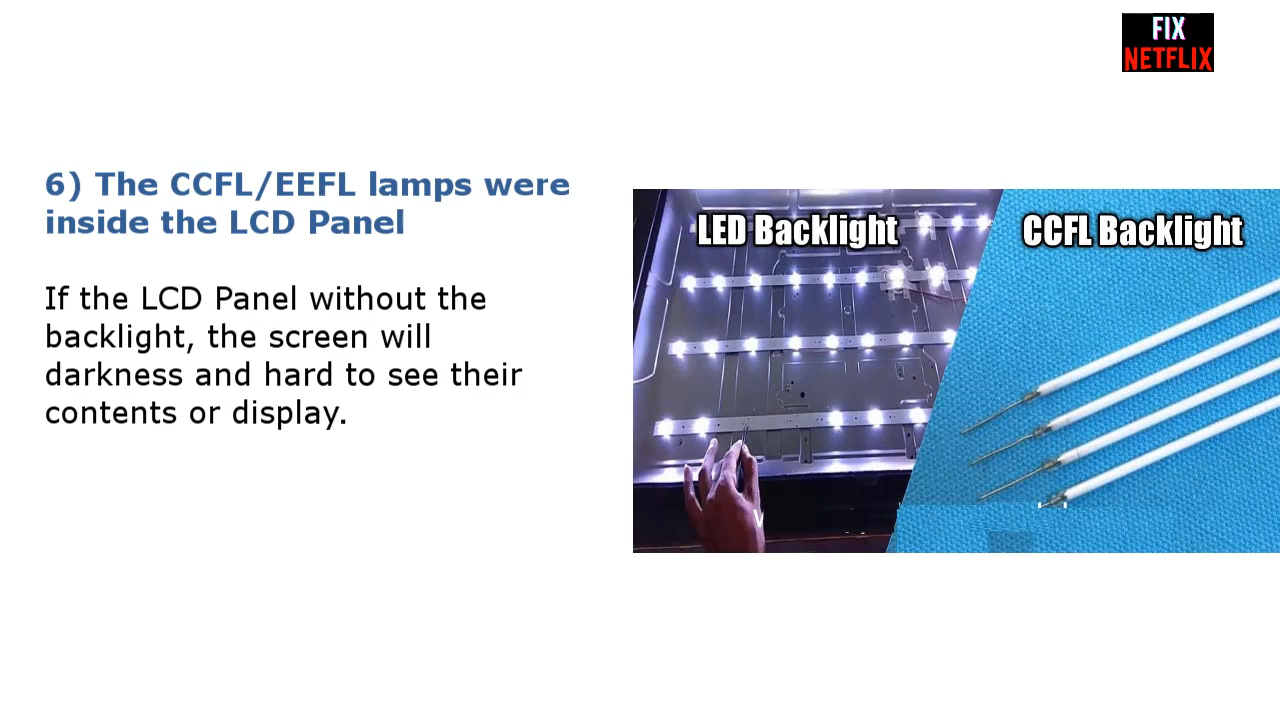 FIX
NETFLIX
6) The CCFL/EEFL lamps were
inside the LCD Panel
If the LCD Panel without the
backlight, the screen will
darkness and hard to see their
contents or display.
LED Backlight
CCFL Backlight
V